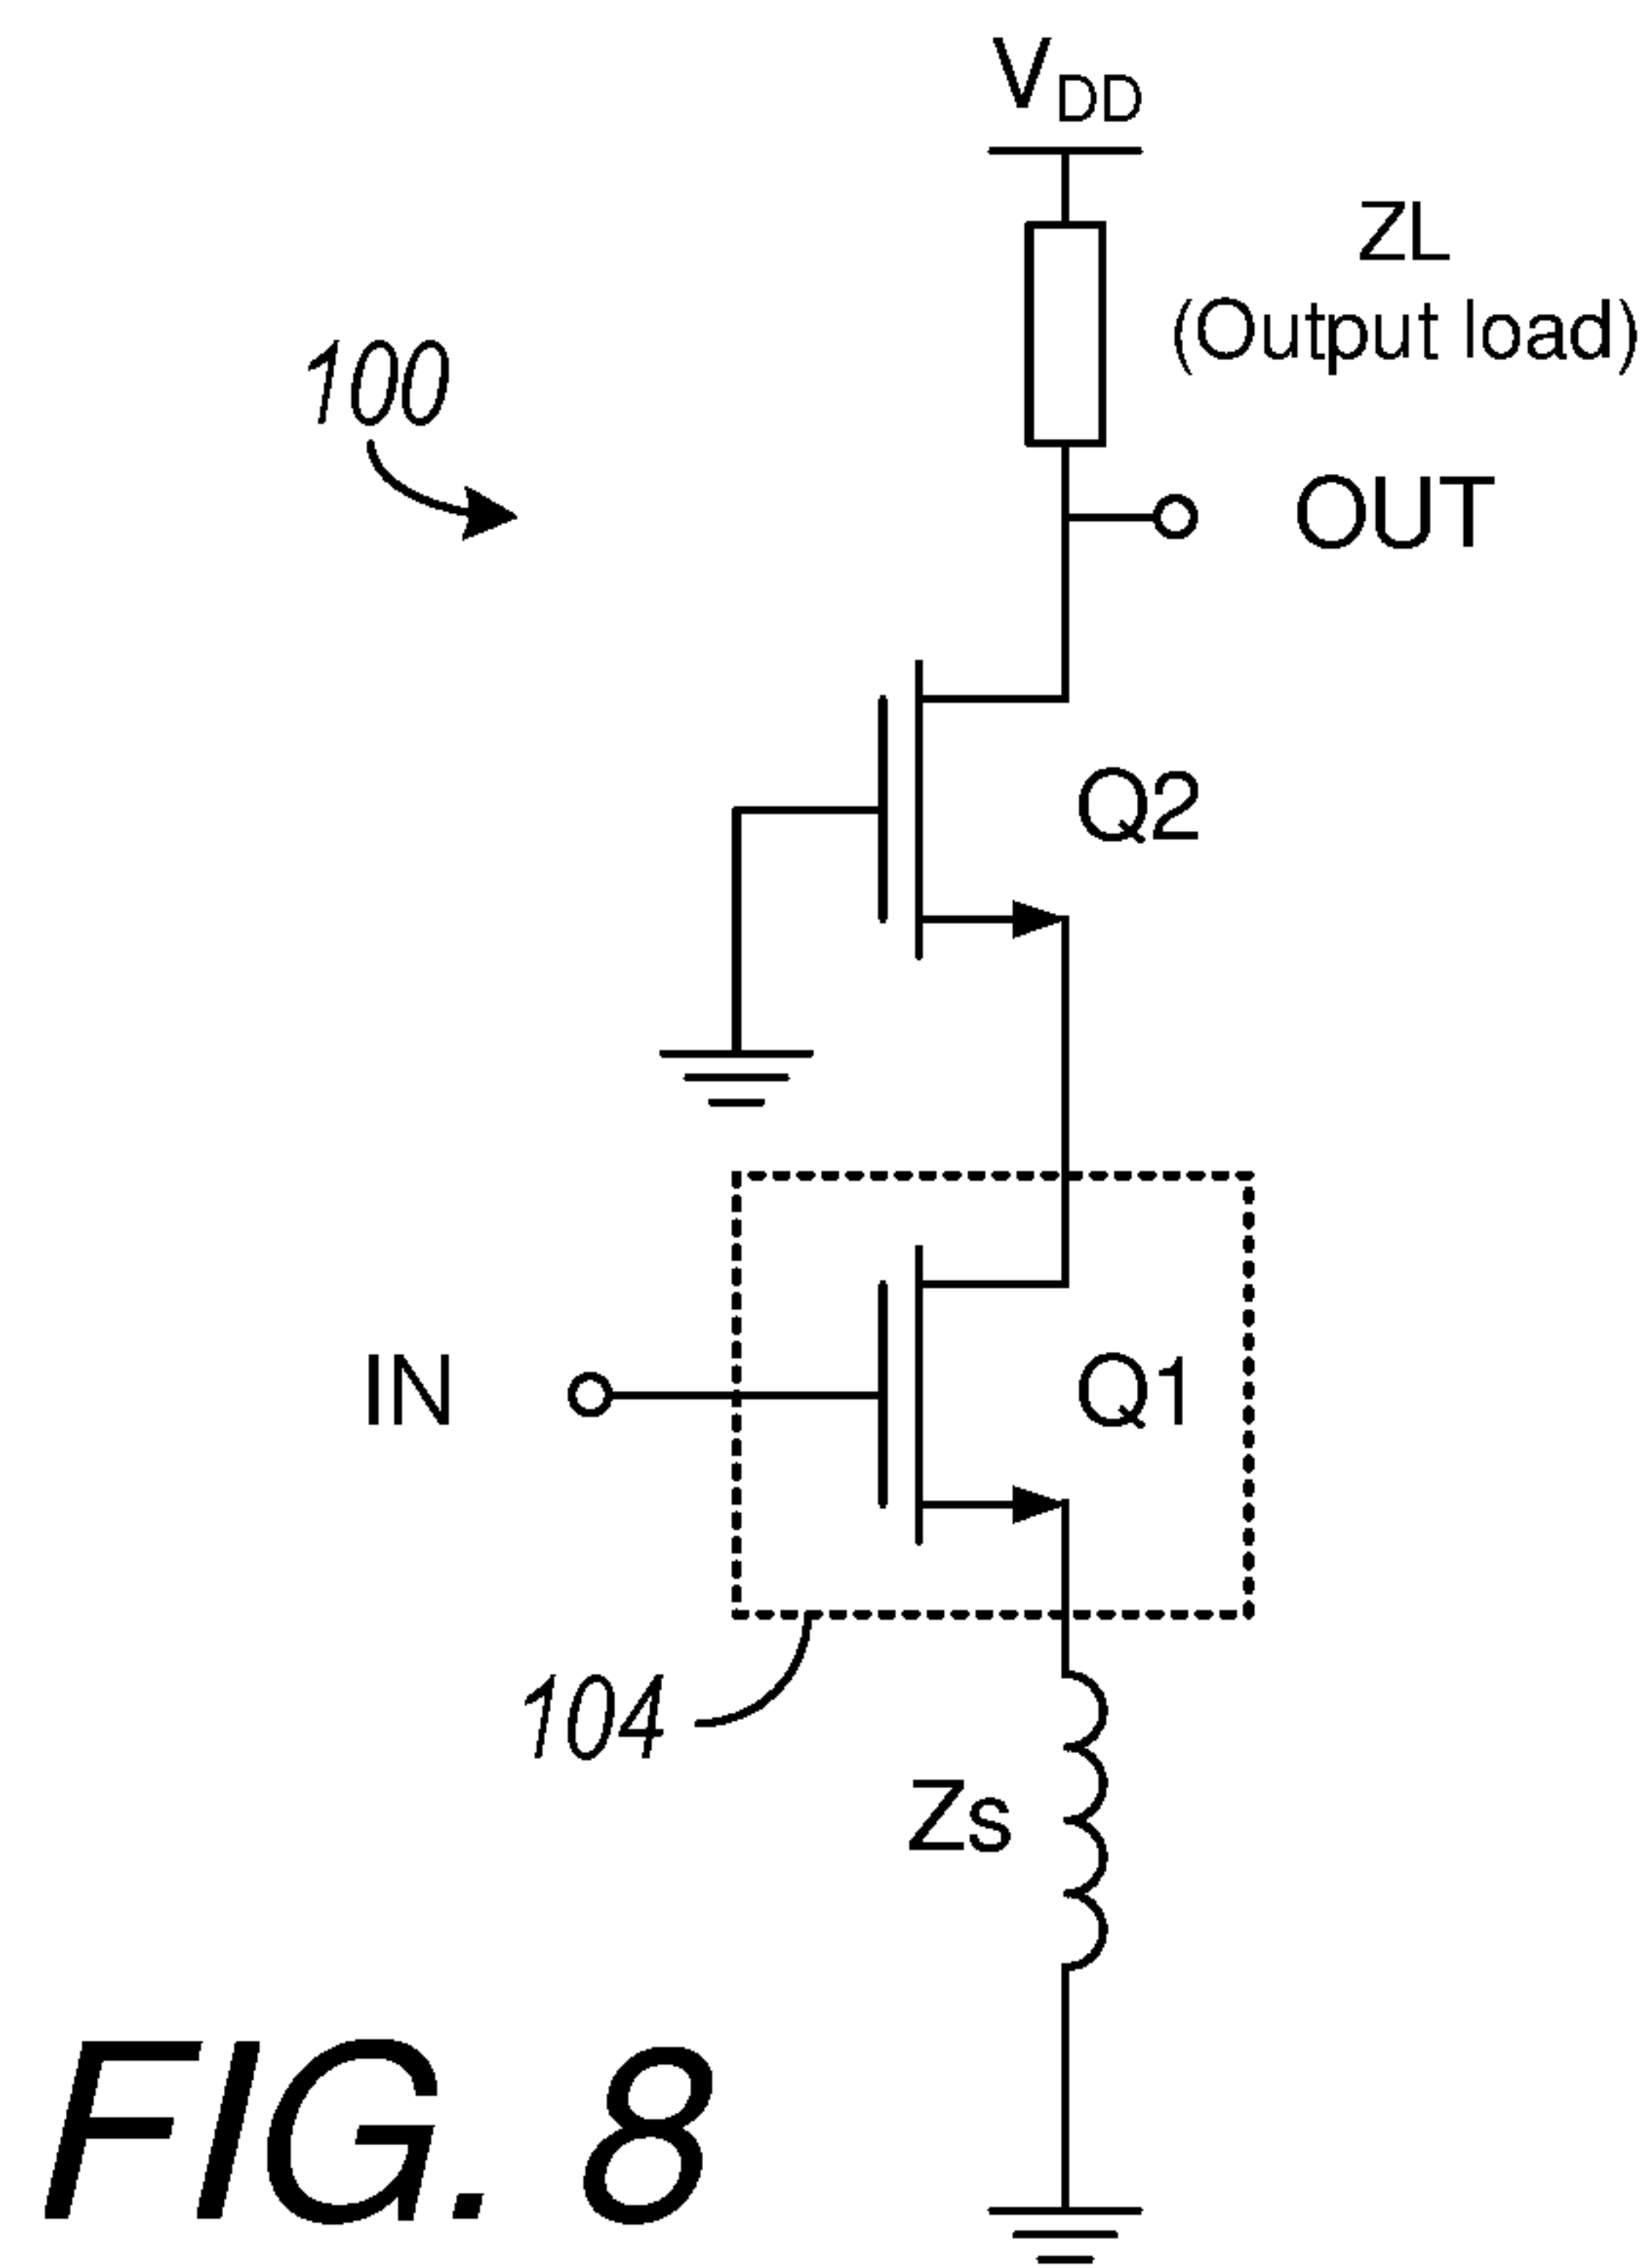 VDD
ZL
(Output load)
100
OUT
Q2
IN
Q1
104
Zs
FIG. 8